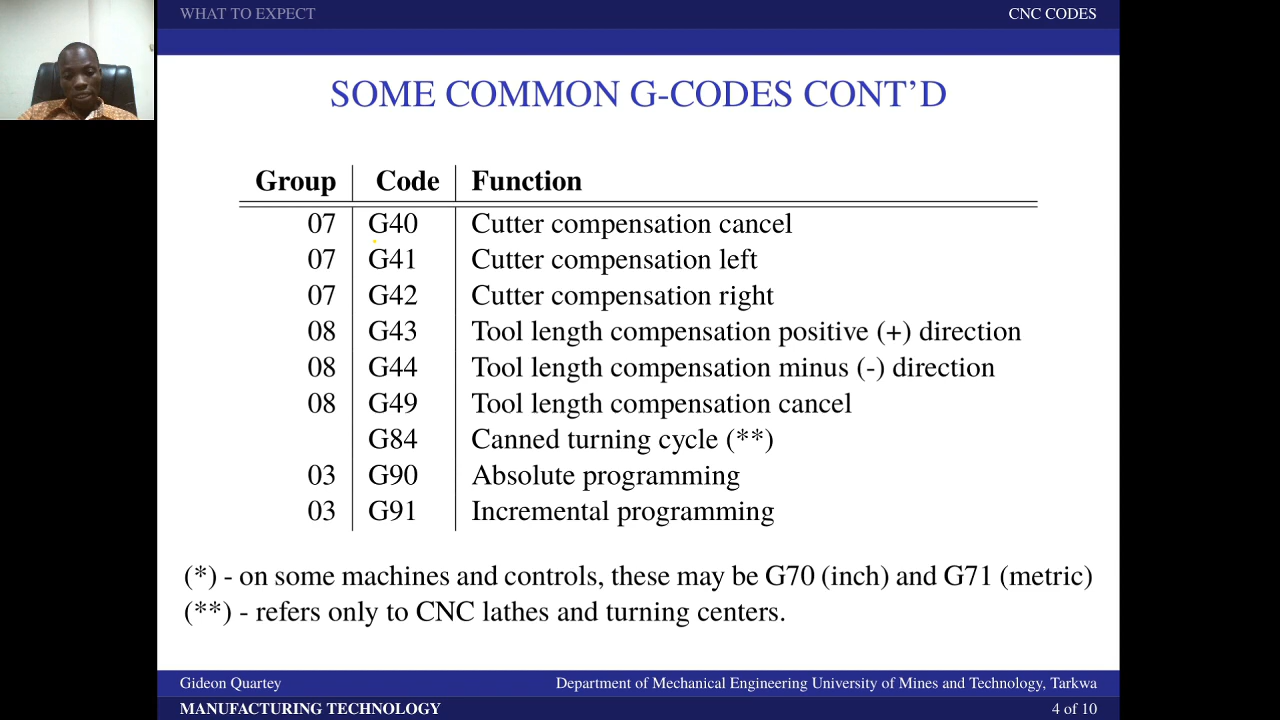 WHAT TO EXPECT CNC CODES
SOME COMMON G-CODES CONT'D
Group Code Function
07 G40 Cutter compensation cancel
07 G41 Cutter compensation left
07 G42 Cutter compensation right
08 G43 Tool length compensation positive (+) direction
08 G44 Tool length compensation minus (-) direction
08 G49 Tool length compensation cancel
G84 Canned turning cycle (**)
03 G90 Absolute programming
03 G91 Incremental programming
(*) - on some machines and controls, these may be G70 (inch) and G71 (metric)
(**) - refers only to CNC lathes and turning centers.
Gideon Quartey Department of Mechanical Engineering University of Mines and Technology, Tarkwa
MANUFACTURING TECHNOLOGY 4 of 10